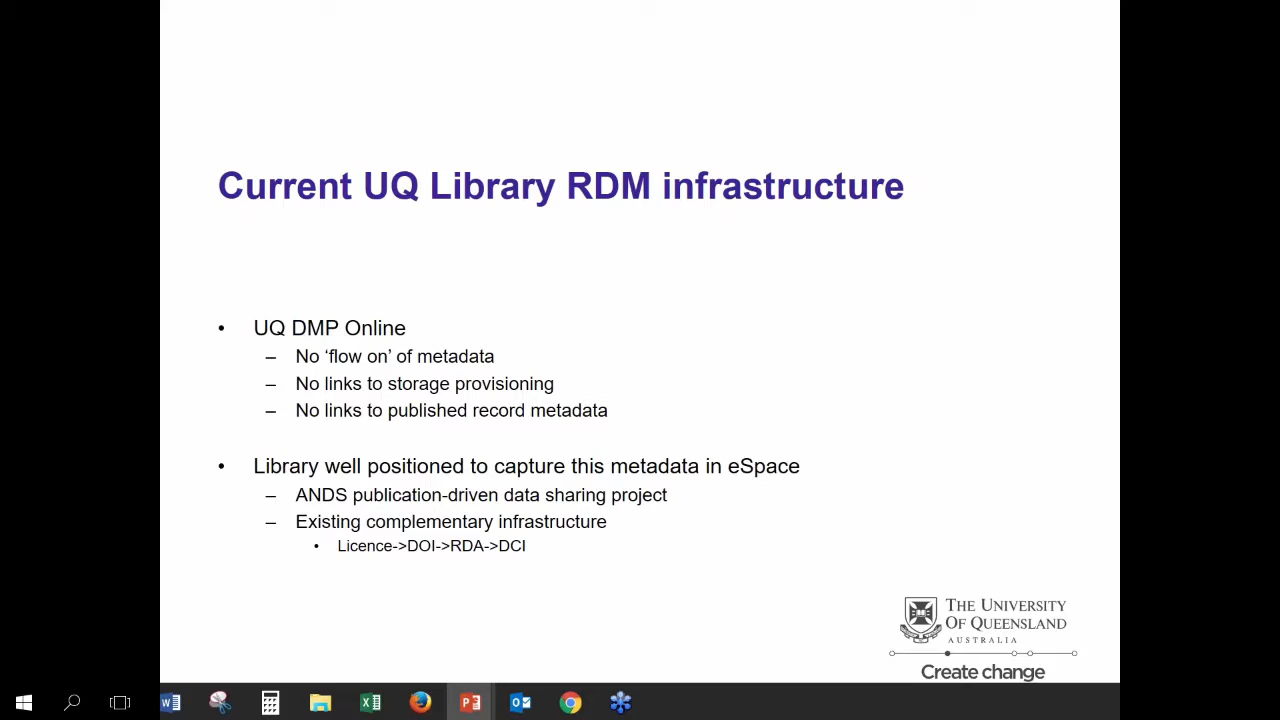 Current UQ Library RDM infrastructure
• UQ DMP Online
– No ‘flow on’ of metadata
– No links to storage provisioning
– No links to published record metadata
• Library well positioned to capture this metadata in eSpace
– ANDS publication-driven data sharing project
– Existing complementary infrastructure
• Licence->DOI->RDA->DCI
THE UNIVERSITY
OF QUEENSLAND
AUSTRALIA
Create change